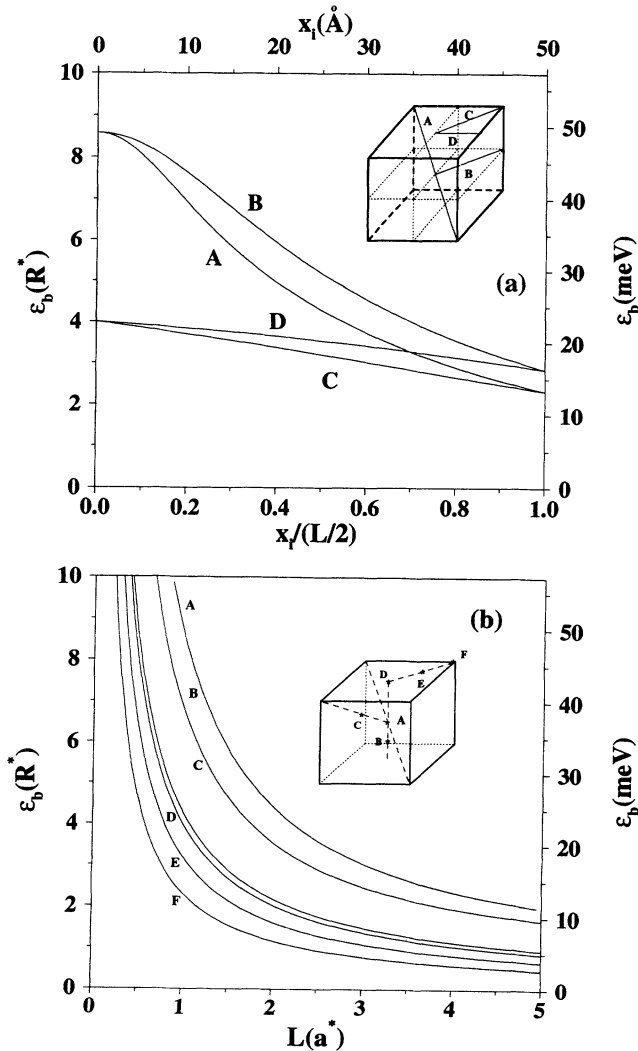 x_i(Å)
0 10 20 30 40 50
10
8
6
4
2
0
ε_b(R*)
50
40
30
20
10
0
ε_b(meV)
A
C
D
B
B
A
D
C
(a)
0.0 0.2 0.4 0.6 0.8 1.0
x_i/(L/2)
10
8
6
4
2
0
ε_b(R*)
50
40
30
20
10
0
ε_b(meV)
A
B
C
D
E
F
(b)
F
D
E
C
A
B
0 1 2 3 4 5
L(a*)